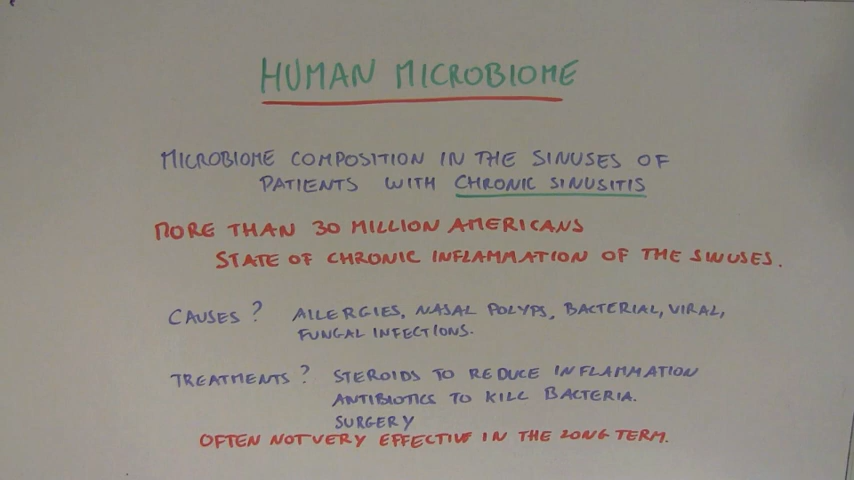 HUMAN MICROBIOME
MICROBIOME COMPOSITION IN THE SINUSES OF
PATIENTS WITH CHRONIC SINUSITIS
MORE THAN 30 MILLION AMERICANS
STATE OF CHRONIC INFLAMMATION OF THE SINUSES.
CAUSES? ALLERGIES, NASAL POLYPS, BACTERIAL, VIRAL,
FUNGAL INFECTIONS.
TREATMENTS? STEROIDS TO REDUCE INFLAMMATION
ANTIBIOTICS TO KILL BACTERIA.
SURGERY
OFTEN NOT VERY EFFECTIVE IN THE LONG TERM.